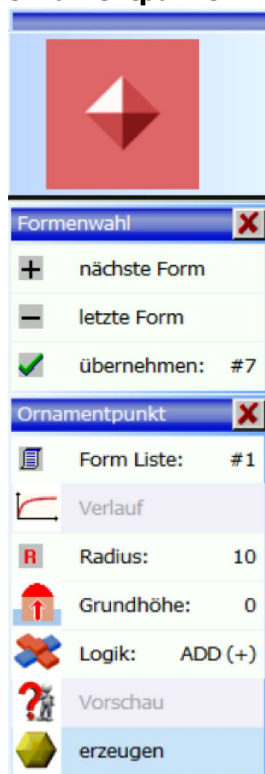 Formenwahl
nächste Form
letzte Form
übernehmen: #7
Ornamentpunkt
Form Liste: #1
Verlauf
R Radius: 10
Grundhöhe: 0
Logik: ADD (+)
Vorschau
erzeugen